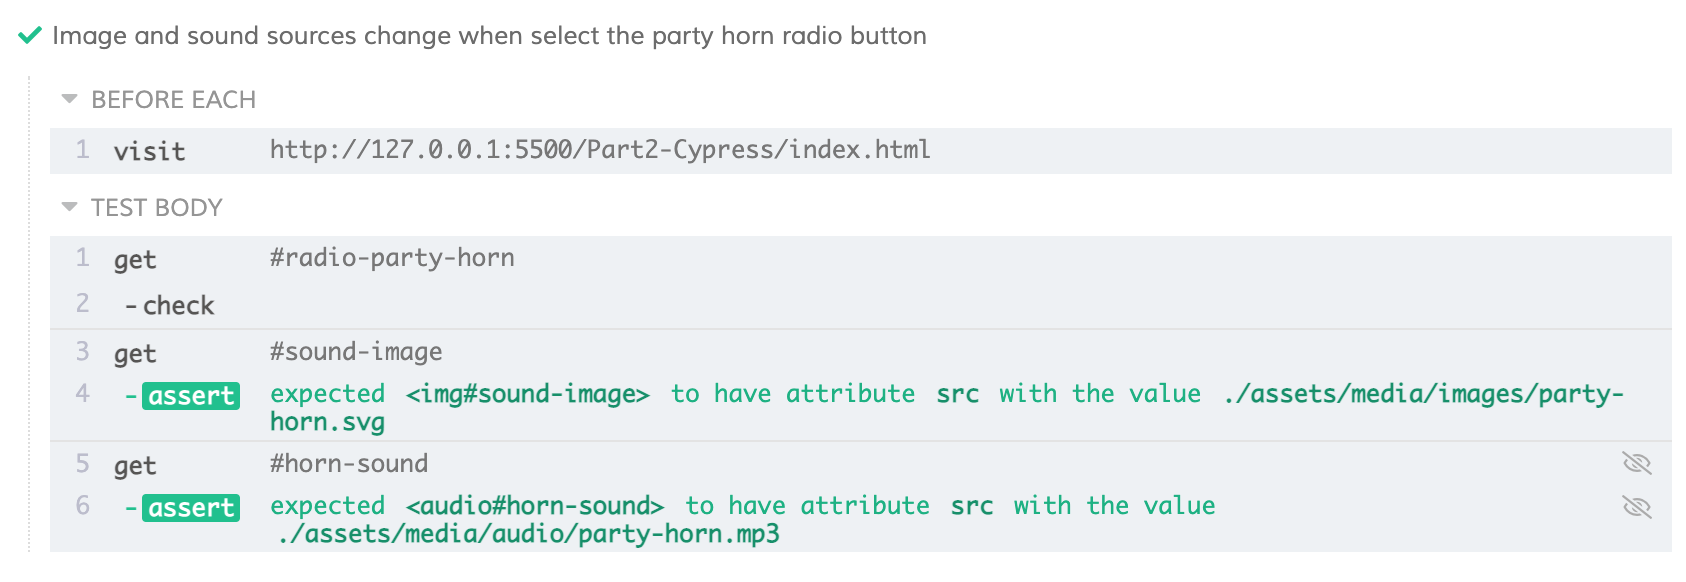 Image and sound sources change when select the party horn radio button
BEFORE EACH
1 visit http://127.0.0.1:5500/Part2-Cypress/index.html
TEST BODY
1 get #radio-party-horn
2 -check
3 get #sound-image
4 -assert expected <img#sound-image> to have attribute src with the value ./assets/media/images/party-
horn.svg
5 get #horn-sound
6 -assert expected <audio#horn-sound> to have attribute src with the value
./assets/media/audio/party-horn.mp3